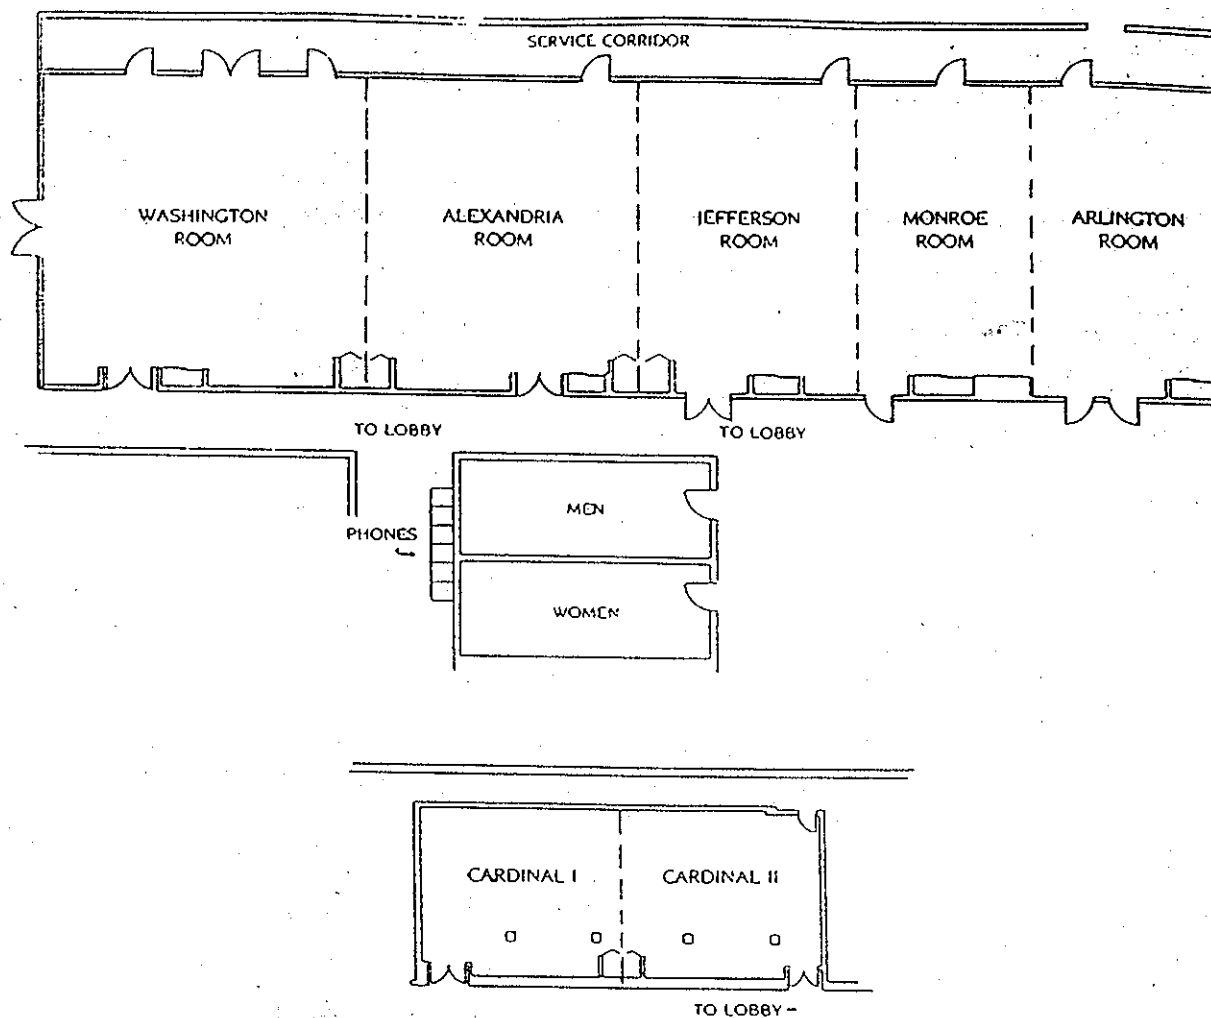 SERVICE CORRIDOR
WASHINGTON
ROOM
ALEXANDRIA
ROOM
JEFFERSON
ROOM
MONROE
ROOM
ARLINGTON
ROOM
TO LOBBY
TO LOBBY
MEN
PHONES
WOMEN
CARDINAL I
CARDINAL II
TO LOBBY